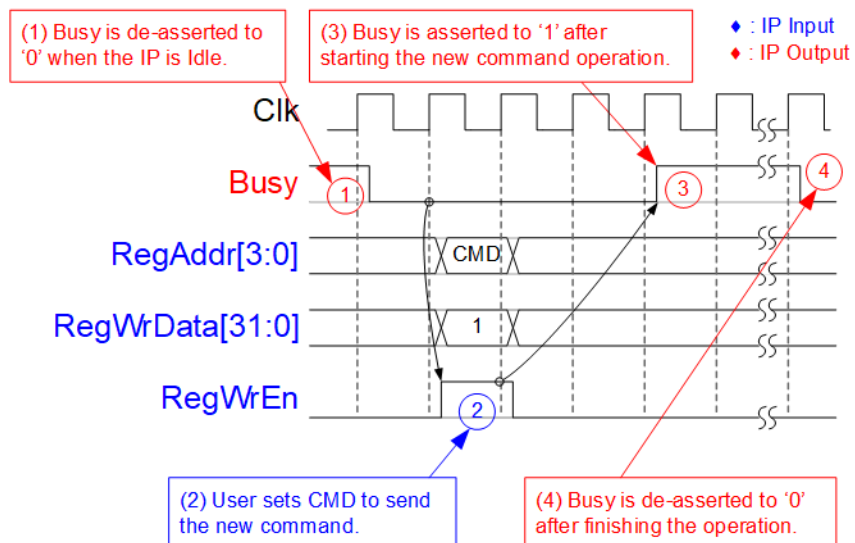 (1) Busy is de-asserted to
‘0’ when the IP is Idle.
(3) Busy is asserted to ‘1’ after
starting the new command operation.
♦ : IP Input
♦ : IP Output
Clk
Busy
1
3
4
RegAddr[3:0]
CMD
RegWrData[31:0]
1
RegWrEn
2
(2) User sets CMD to send
the new command.
(4) Busy is de-asserted to ‘0’
after finishing the operation.